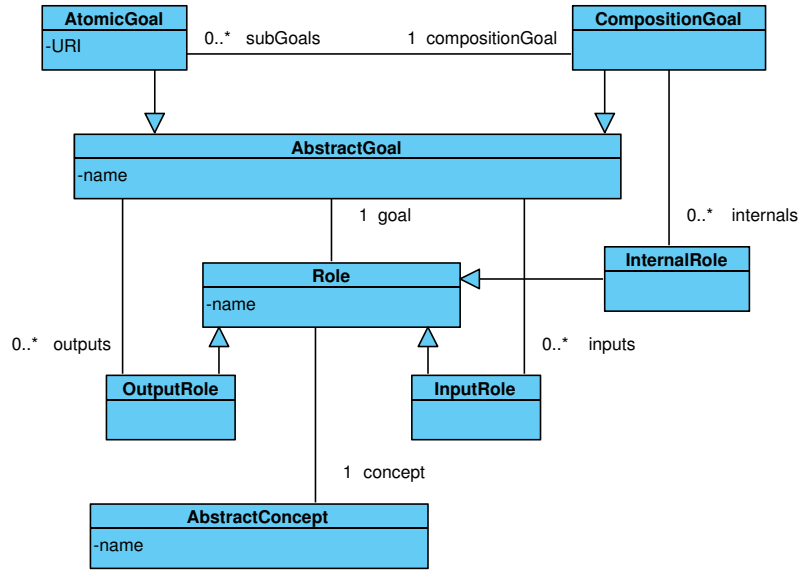 AtomicGoal
-URI
0..* subGoals
1 compositionGoal
CompositionGoal
AbstractGoal
-name
1 goal
0..* internals
InternalRole
Role
-name
0..* outputs
0..* inputs
OutputRole
InputRole
1 concept
AbstractConcept
-name